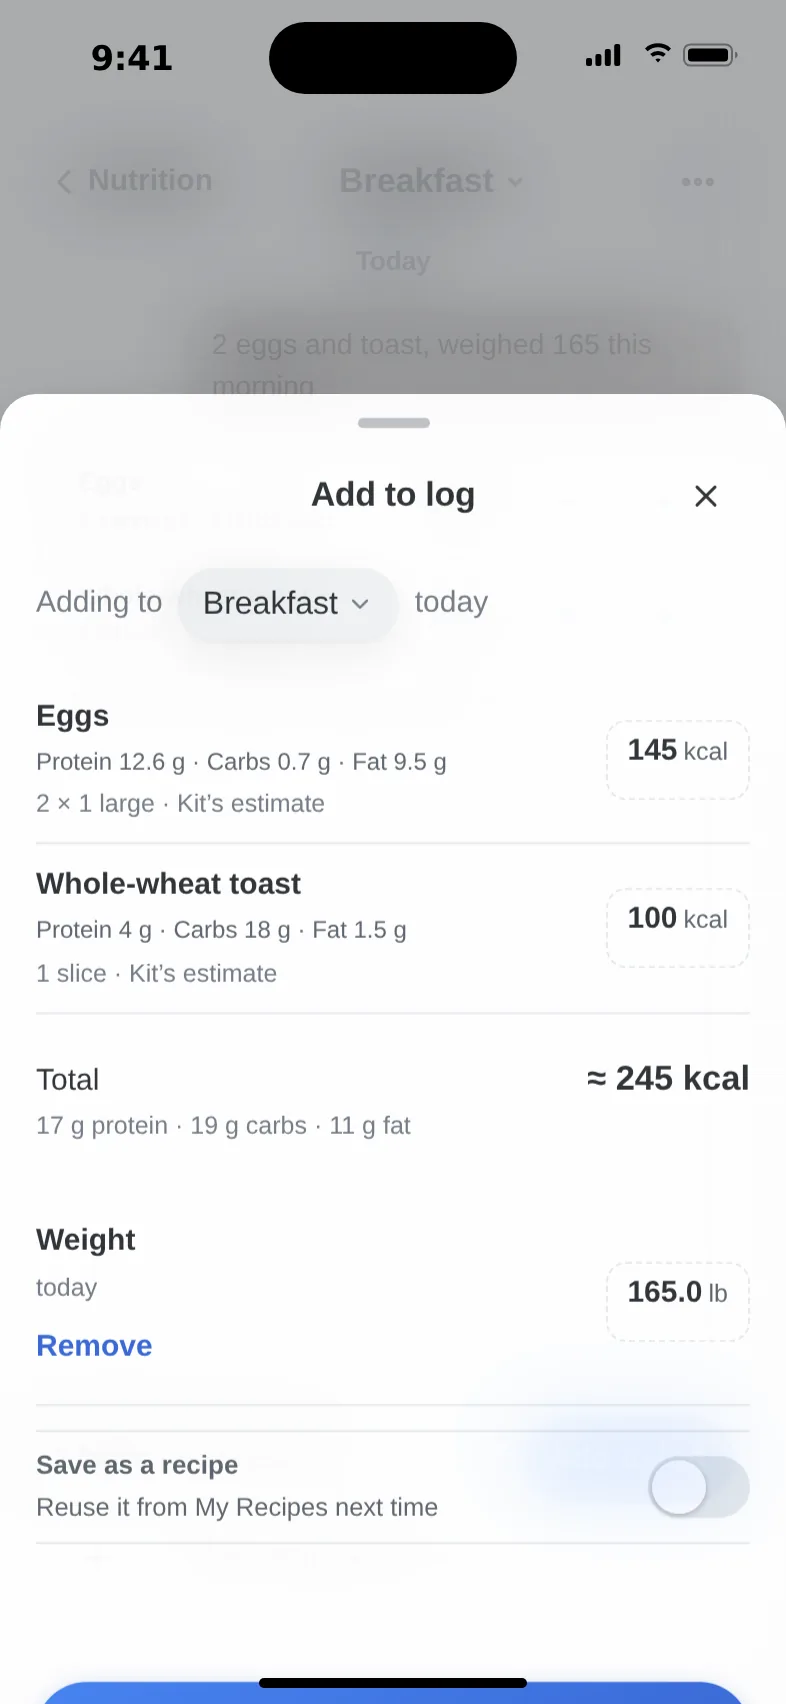 9:41
Nutrition
Breakfast
Today
2 eggs and toast, weighed 165 this
morning
Add to log
Adding to Breakfast today
Eggs
Protein 12.6 g · Carbs 0.7 g · Fat 9.5 g
2 × 1 large · Kit’s estimate
145 kcal
Whole-wheat toast
Protein 4 g · Carbs 18 g · Fat 1.5 g
1 slice · Kit’s estimate
100 kcal
Total
≈ 245 kcal
17 g protein · 19 g carbs · 11 g fat
Weight
today
165.0 lb
Remove
Save as a recipe
Reuse it from My Recipes next time